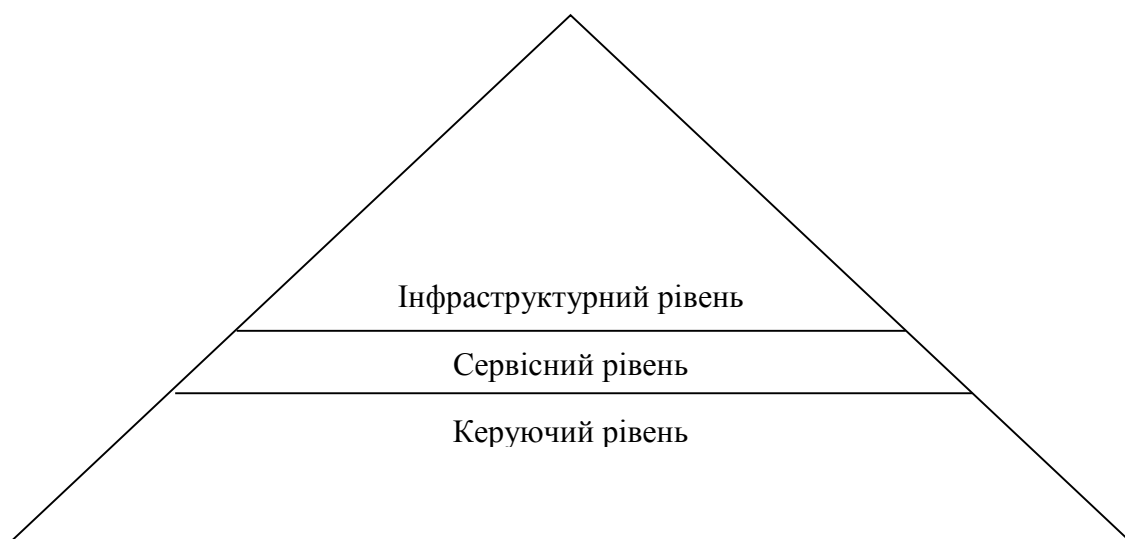 Інфраструктурний рівень
Сервісний рівень
Керуючий рівень